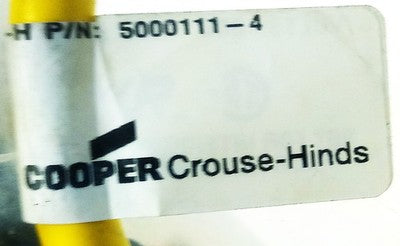 -H P/N: 5000111-4
COOPER Crouse-Hinds